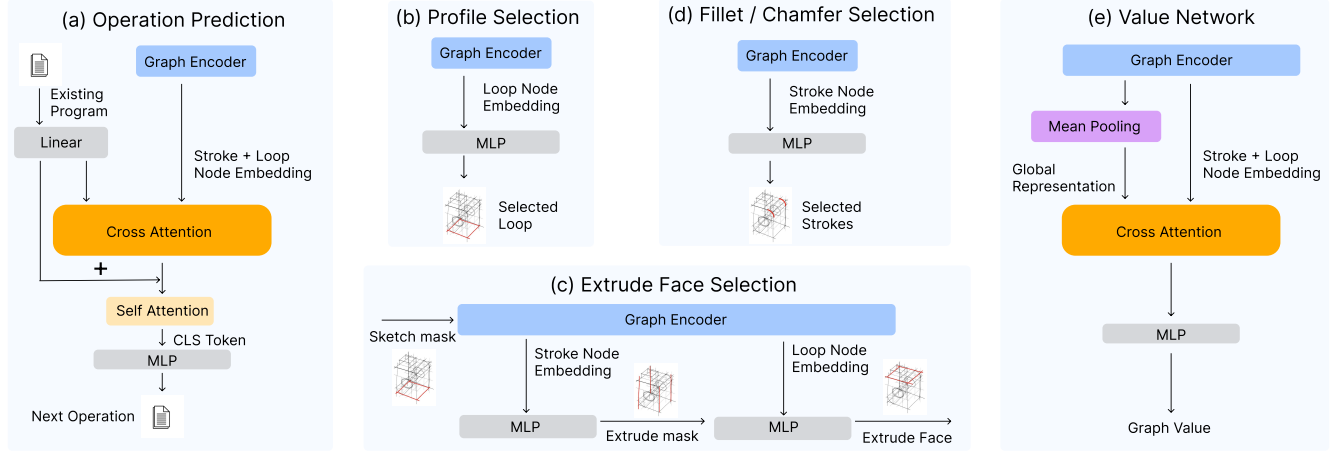 (a) Operation Prediction
Graph Encoder
Existing
Program
Linear
Stroke + Loop
Node Embedding
Cross Attention
+
Self Attention
CLS Token
MLP
Next Operation
(b) Profile Selection
Graph Encoder
Loop Node
Embedding
MLP
Selected
Loop
(d) Fillet / Chamfer Selection
Graph Encoder
Stroke Node
Embedding
MLP
Selected
Strokes
(c) Extrude Face Selection
Sketch mask
Graph Encoder
Stroke Node
Embedding
MLP
Extrude mask
Loop Node
Embedding
MLP
Extrude Face
(e) Value Network
Graph Encoder
Mean Pooling
Global
Representation
Stroke + Loop
Node Embedding
Cross Attention
MLP
Graph Value